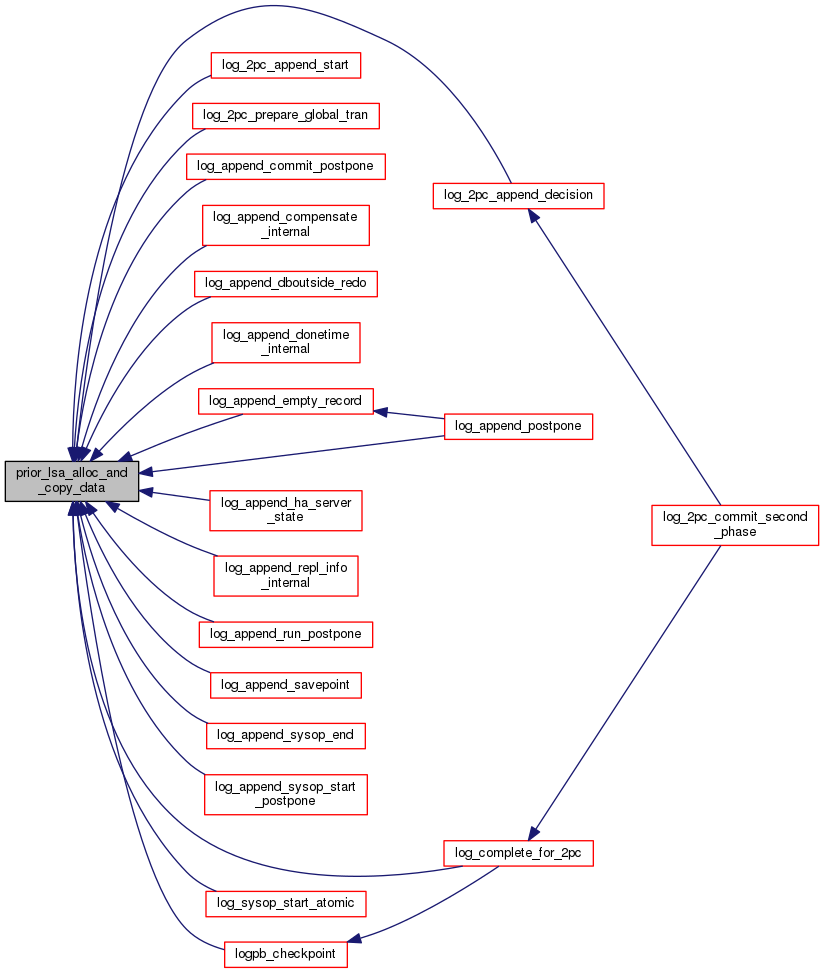 log_2pc_append_start
log_2pc_prepare_global_tran
log_append_commit_postpone
log_2pc_append_decision
log_append_compensate
_internal
log_append_dboutside_redo
log_append_donetime
_internal
log_append_empty_record
log_append_postpone
prior_lsa_alloc_and
_copy_data
log_append_ha_server
_state
log_2pc_commit_second
_phase
log_append_repl_info
_internal
log_append_run_postpone
log_append_savepoint
log_append_sysop_end
log_append_sysop_start
_postpone
log_complete_for_2pc
log_sysop_start_atomic
logpb_checkpoint